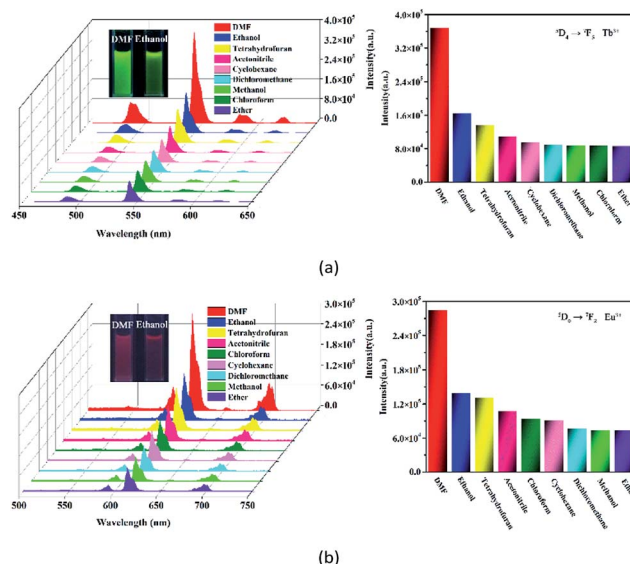 (a)
DMF Ethanol
DMF
Ethanol
Tetrahydrofuran
Acetonitrile
Cyclohexane
Dichloromethane
Methanol
Chloroform
Ether
4.0×10⁵
3.2×10⁵
2.4×10⁵
1.6×10⁵
8.0×10⁴
0.0
Intensity(a.u.)
450 500 550 600 650
Wavelength (nm)
⁵D₄ → ⁷F₅ Tb³⁺
4.0×10⁵
3.2×10⁵
2.4×10⁵
1.6×10⁵
8.0×10⁴
0.0
Intensity(a.u.)
DMF
Ethanol
Tetrahydrofuran
Acetonitrile
Cyclohexane
Dichloromethane
Methanol
Chloroform
Ether
(a)
(b)
DMF Ethanol
DMF
Ethanol
Tetrahydrofuran
Acetonitrile
Chloroform
Cyclohexane
Dichloromethane
Methanol
Ether
3.0×10⁵
2.4×10⁵
1.8×10⁵
1.2×10⁵
6.0×10⁴
0.0
Intensity(a.u.)
500 550 600 650 700 750
Wavelength (nm)
⁵D₀ → ⁷F₂ Eu³⁺
3.0×10⁵
2.4×10⁵
1.8×10⁵
1.2×10⁵
6.0×10⁴
0.0
Intensity(a.u.)
DMF
Ethanol
Tetrahydrofuran
Acetonitrile
Chloroform
Cyclohexane
Dichloromethane
Methanol
Ether
(b)